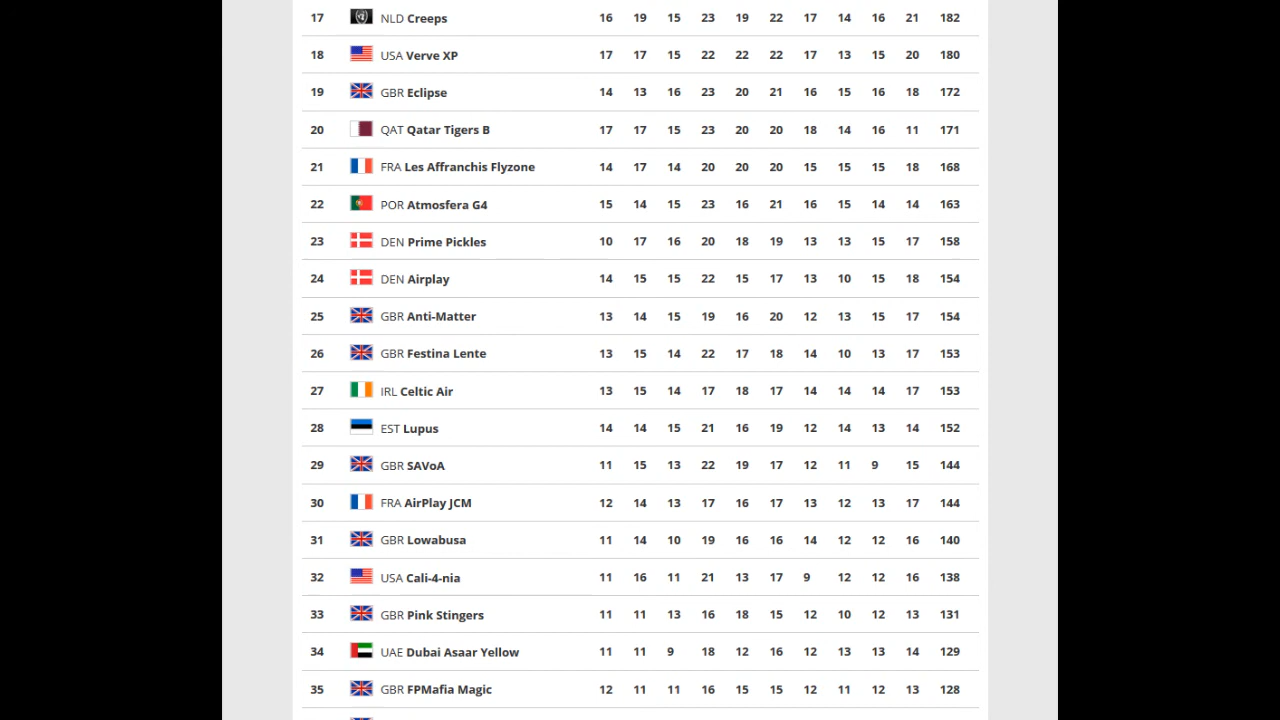 17 NLD Creeps 16 19 15 23 19 22 17 14 16 21 182
18 USA Verve XP 17 17 15 22 22 22 17 13 15 20 180
19 GBR Eclipse 14 13 16 23 20 21 16 15 16 18 172
20 QAT Qatar Tigers B 17 17 15 23 20 20 18 14 16 11 171
21 FRA Les Affranchis Flyzone 14 17 14 20 20 20 15 15 15 18 168
22 POR Atmosfera G4 15 14 15 23 16 21 16 15 14 14 163
23 DEN Prime Pickles 10 17 16 20 18 19 13 13 15 17 158
24 DEN Airplay 14 15 15 22 15 17 13 10 15 18 154
25 GBR Anti-Matter 13 14 15 19 16 20 12 13 15 17 154
26 GBR Festina Lente 13 15 14 22 17 18 14 10 13 17 153
27 IRL Celtic Air 13 15 14 17 18 17 14 14 14 17 153
28 EST Lupus 14 14 15 21 16 19 12 14 13 14 152
29 GBR SAVoA 11 15 13 22 19 17 12 11 9 15 144
30 FRA AirPlay JCM 12 14 13 17 16 17 13 12 13 17 144
31 GBR Lowabusa 11 14 10 19 16 16 14 12 12 16 140
32 USA Cali-4-nia 11 16 11 21 13 17 9 12 12 16 138
33 GBR Pink Stingers 11 11 13 16 18 15 12 10 12 13 131
34 UAE Dubai Asaar Yellow 11 11 9 18 12 16 12 13 13 14 129
35 GBR FPMafia Magic 12 11 11 16 15 15 12 11 12 13 128